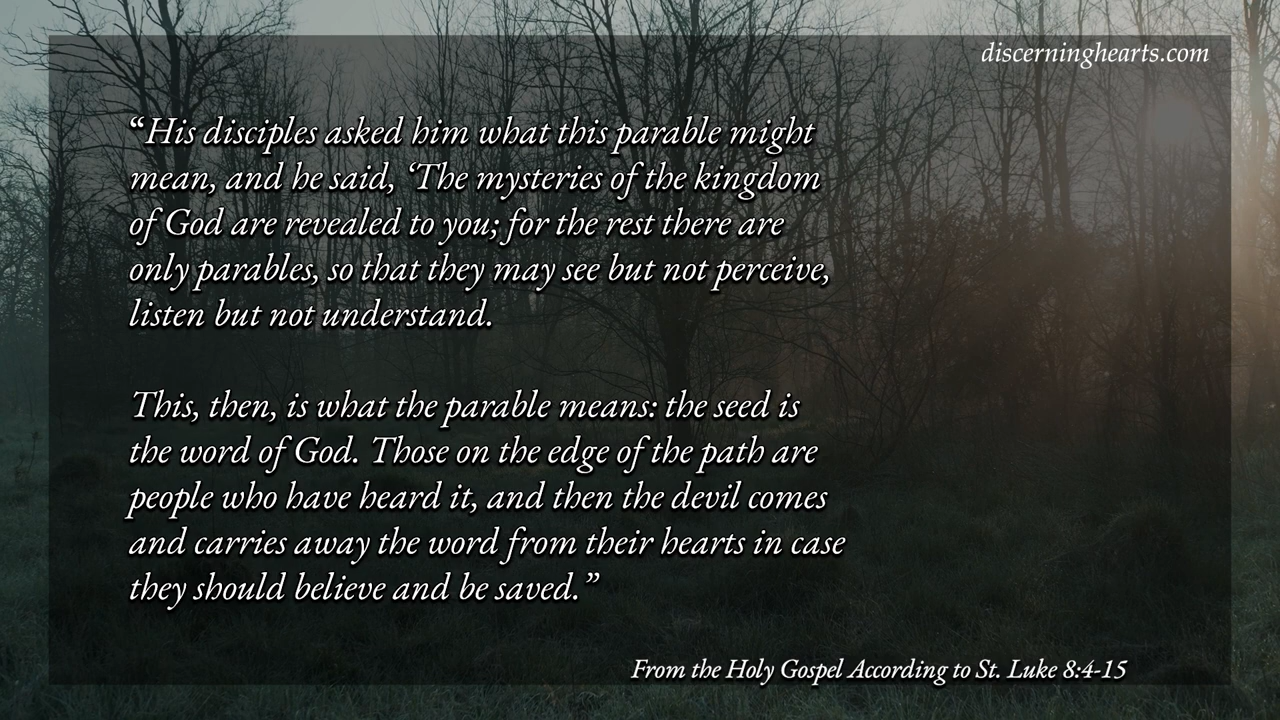 discerninghearts.com
“His disciples asked him what this parable might
mean, and he said, ‘The mysteries of the kingdom
of God are revealed to you; for the rest there are
only parables, so that they may see but not perceive,
listen but not understand.
This, then, is what the parable means: the seed is
the word of God. Those on the edge of the path are
people who have heard it, and then the devil comes
and carries away the word from their hearts in case
they should believe and be saved.”
From the Holy Gospel According to St. Luke 8:4-15